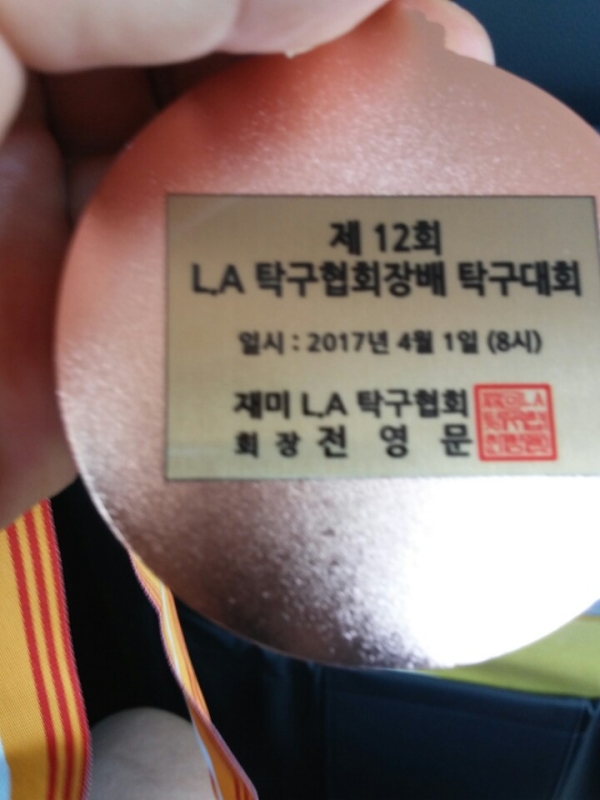 제 12회
L.A 탁구협회장배 탁구대회
일시 : 2017년 4월 1일 (8시)
재미 L.A 탁구협회
회 장 전 영 문